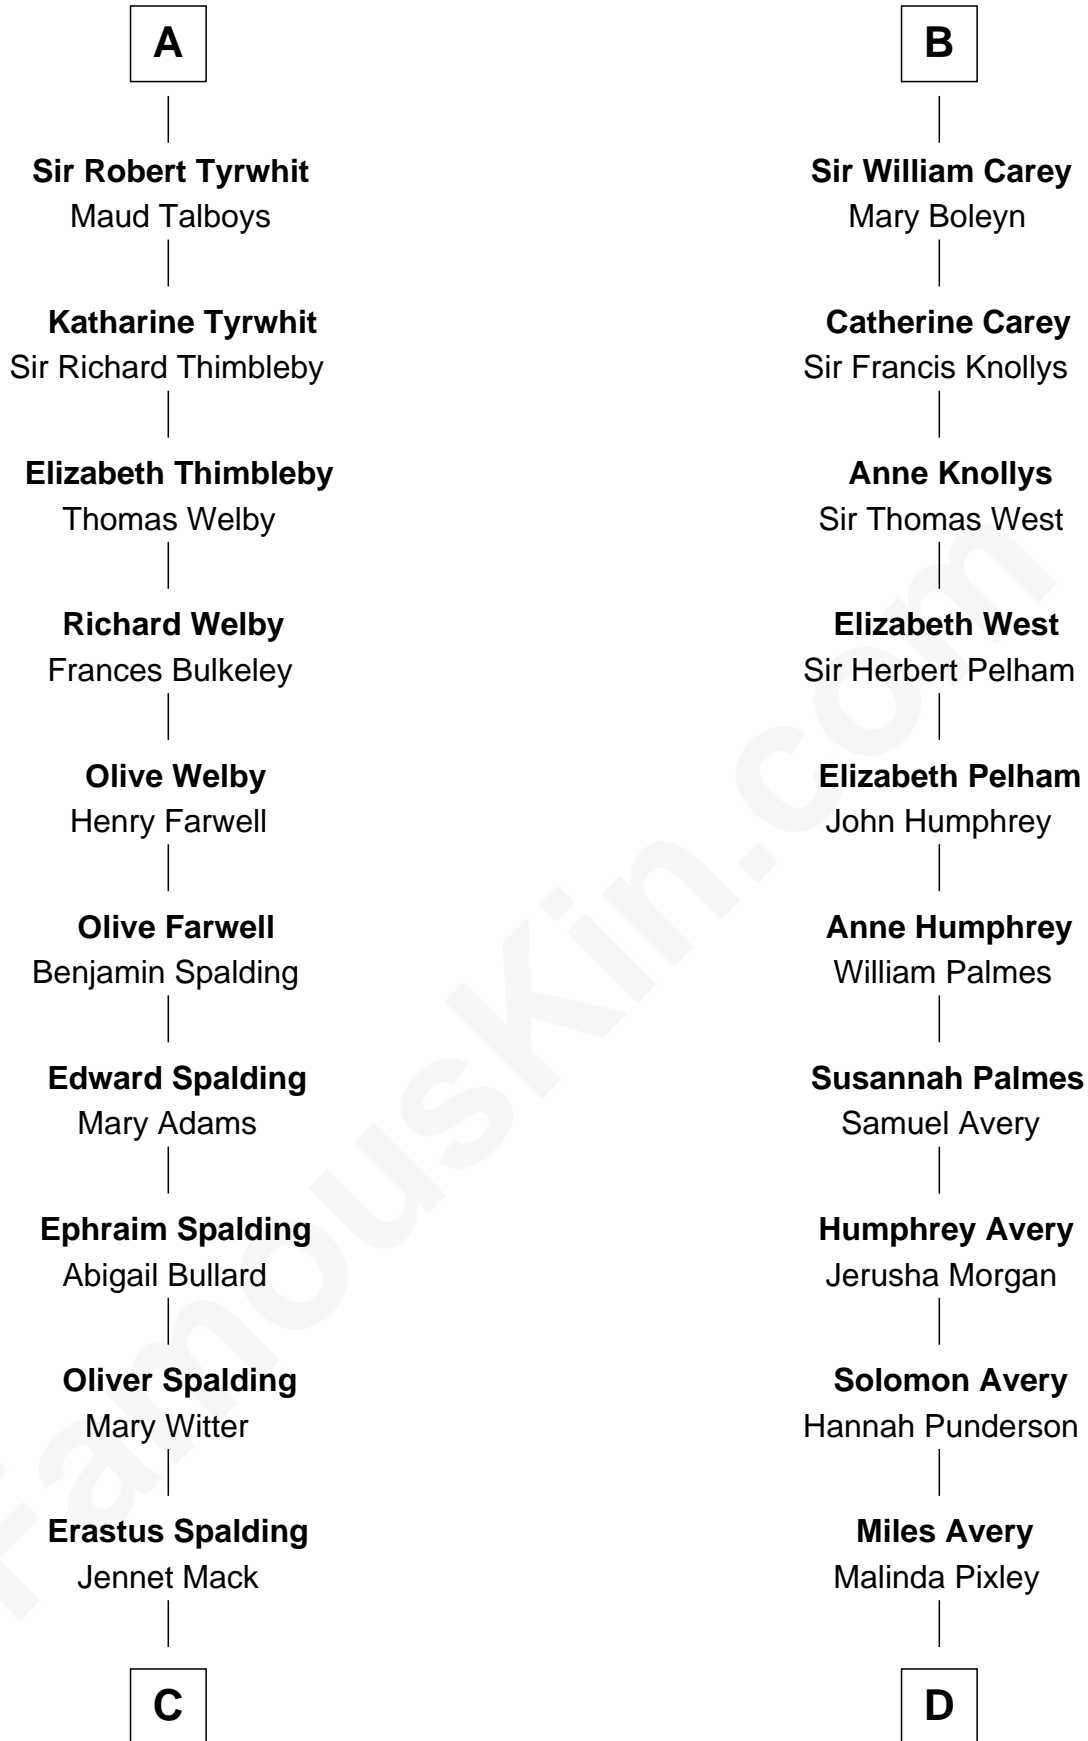 A
Sir Robert Tyrwhit
Maud Talboys
Katharine Tyrwhit
Sir Richard Thimbleby
Elizabeth Thimbleby
Thomas Welby
Richard Welby
Frances Bulkeley
Olive Welby
Henry Farwell
Olive Farwell
Benjamin Spalding
Edward Spalding
Mary Adams
Ephraim Spalding
Abigail Bullard
Oliver Spalding
Mary Witter
Erastus Spalding
Jennet Mack
C
B
Sir William Carey
Mary Boleyn
Catherine Carey
Sir Francis Knollys
Anne Knollys
Sir Thomas West
Elizabeth West
Sir Herbert Pelham
Elizabeth Pelham
John Humphrey
Anne Humphrey
William Palmes
Susannah Palmes
Samuel Avery
Humphrey Avery
Jerusha Morgan
Solomon Avery
Hannah Punderson
Miles Avery
Malinda Pixley
D
FamousKin.com